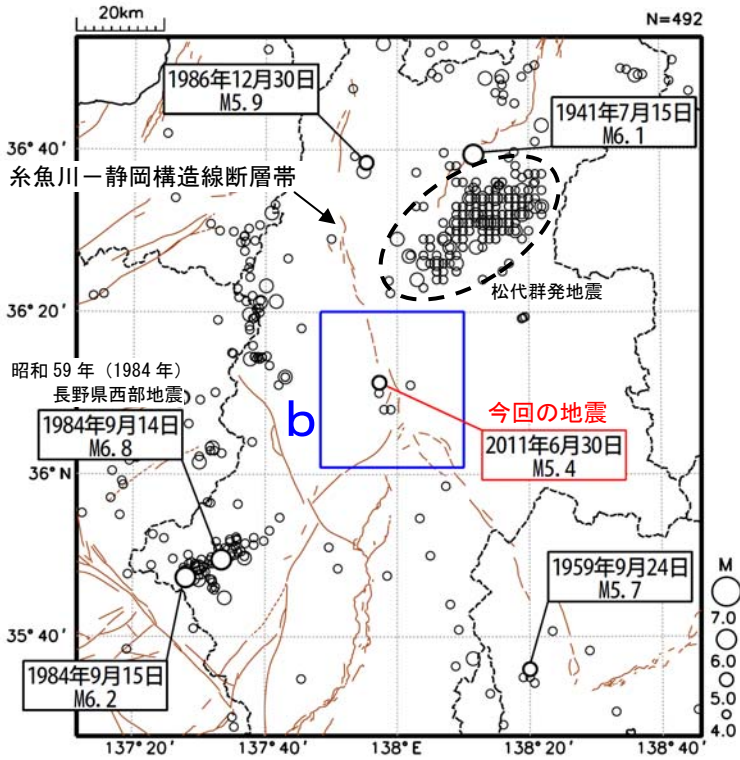 20km
N=492
1986年12月30日
M5.9
1941年7月15日
M6.1
36°40′
糸魚川－静岡構造線断層帯
松代群発地震
36°20′
昭和59年（1984年）
長野県西部地震
1984年9月14日
M6.8
b
今回の地震
2011年6月30日
M5.4
36°N
1959年9月24日
M5.7
35°40′
1984年9月15日
M6.2
M
7.0
6.0
5.0
4.0
137°20′
137°40′
138°E
138°20′
138°40′